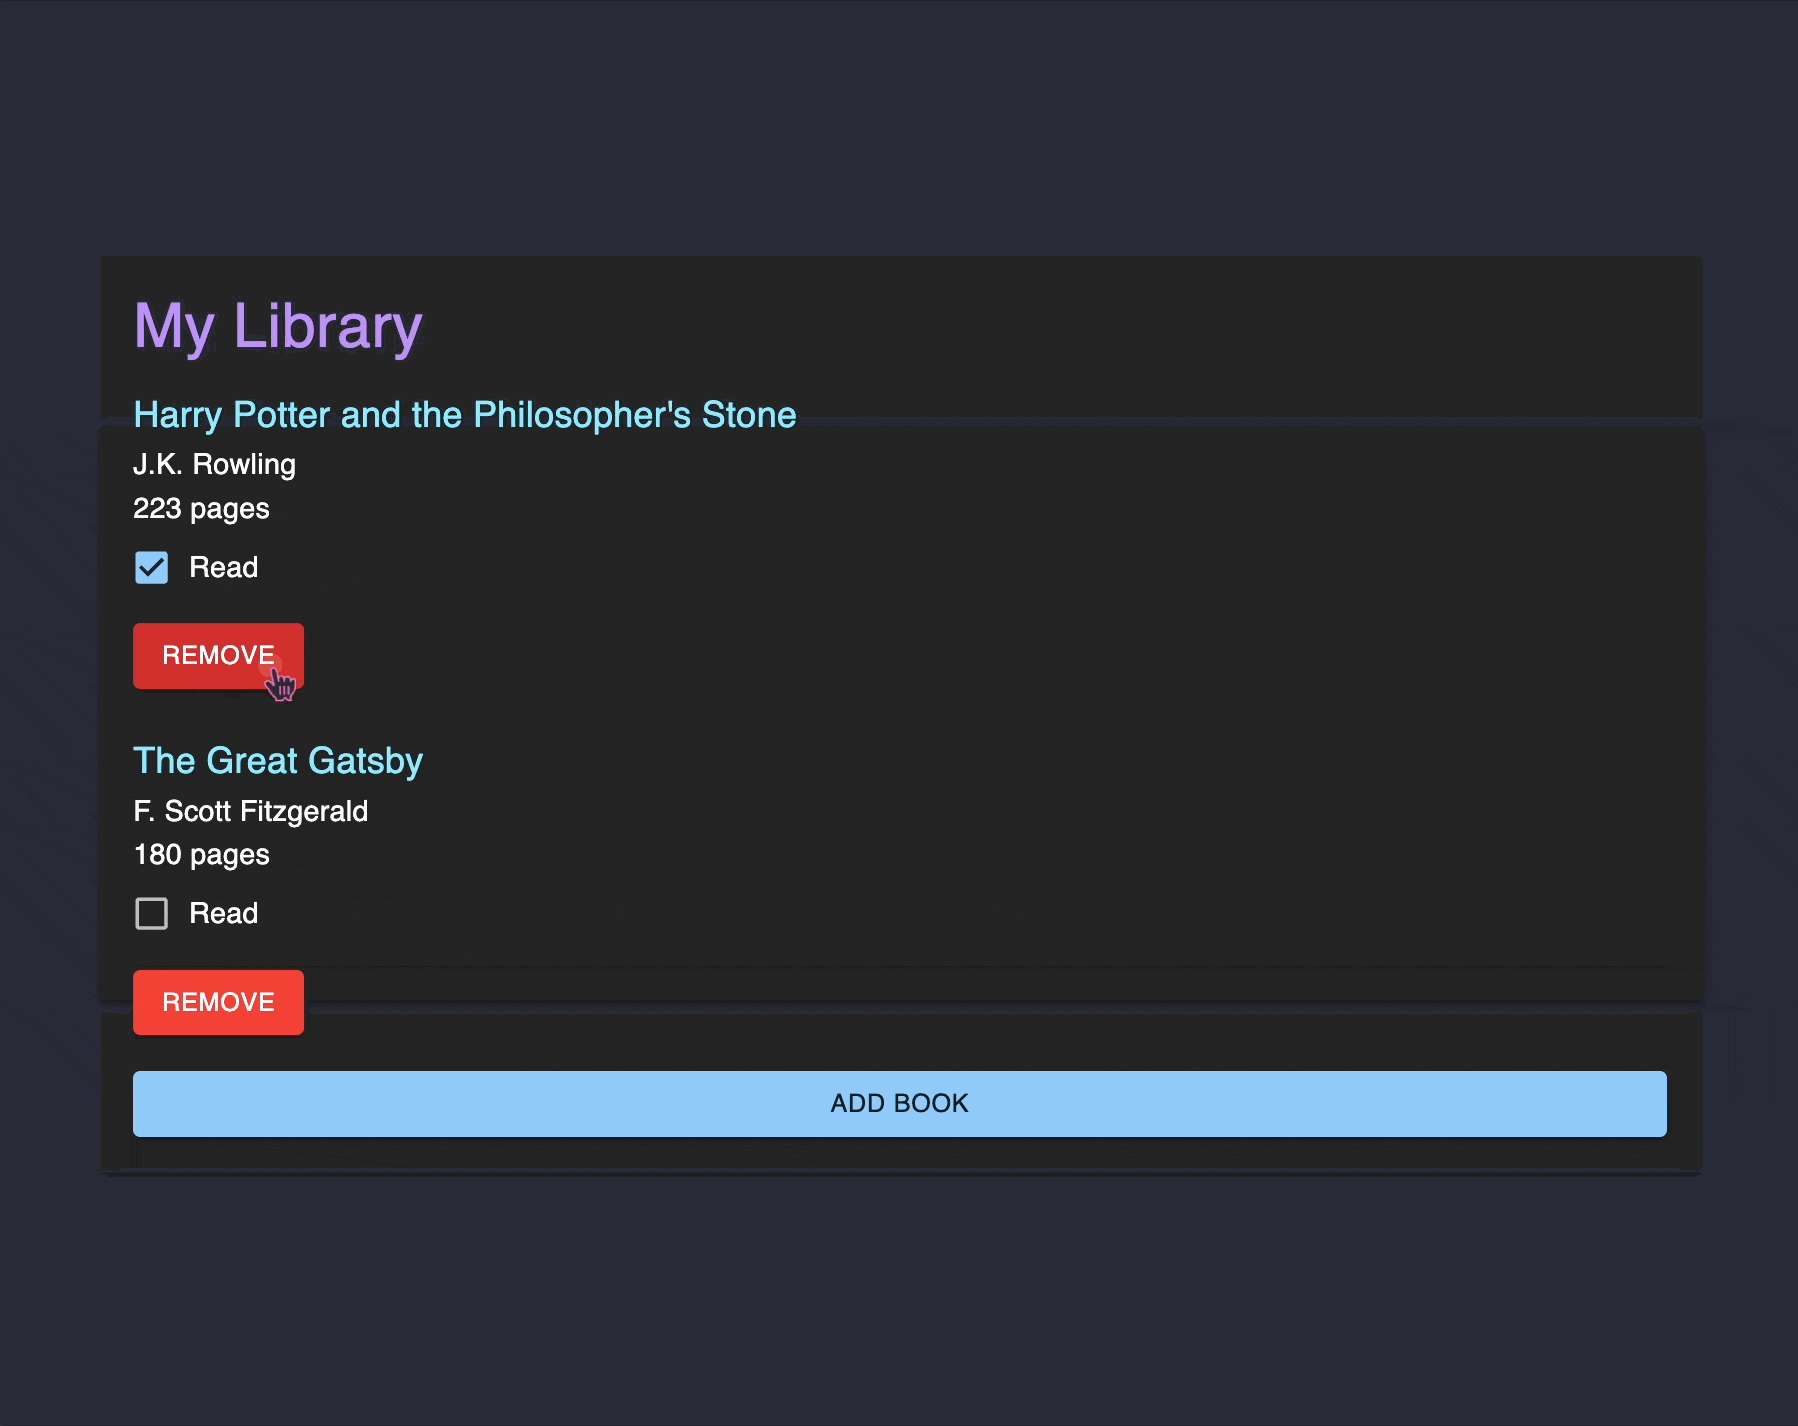 My Library
Harry Potter and the Philosopher's Stone
J.K. Rowling
223 pages
Read
REMOVE
The Great Gatsby
F. Scott Fitzgerald
180 pages
Read
REMOVE
ADD BOOK